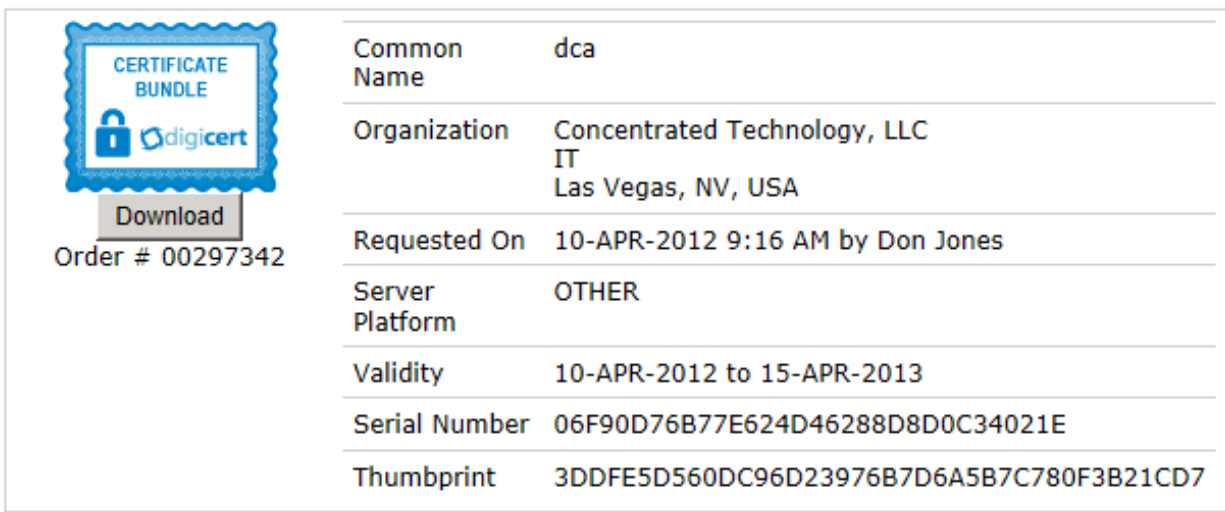 CERTIFICATE
BUNDLE
digicert
Download
Order # 00297342
Common Name dca
Organization Concentrated Technology, LLC
IT
Las Vegas, NV, USA
Requested On 10-APR-2012 9:16 AM by Don Jones
Server Platform OTHER
Validity 10-APR-2012 to 15-APR-2013
Serial Number 06F90D76B77E624D46288D8D0C34021E
Thumbprint 3DDFE5D560DC96D23976B7D6A5B7C780F3B21CD7